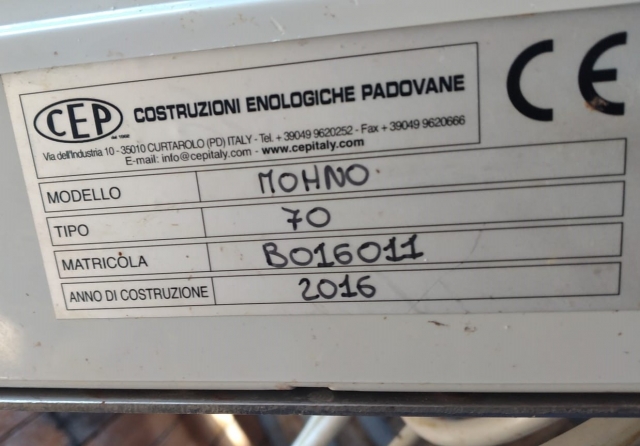 CEP
COSTRUZIONI ENOLOGICHE PADOVANE
Via dell'Industria 10 - 35010 CURTAROLO (PD) ITALY - Tel. +39049 9620252 - Fax +39049 9620666
E-mail: info@cepitaly.com - www.cepitaly.com
CE
MODELLO MOHNO
TIPO 70
MATRICOLA B016011
ANNO DI COSTRUZIONE 2016